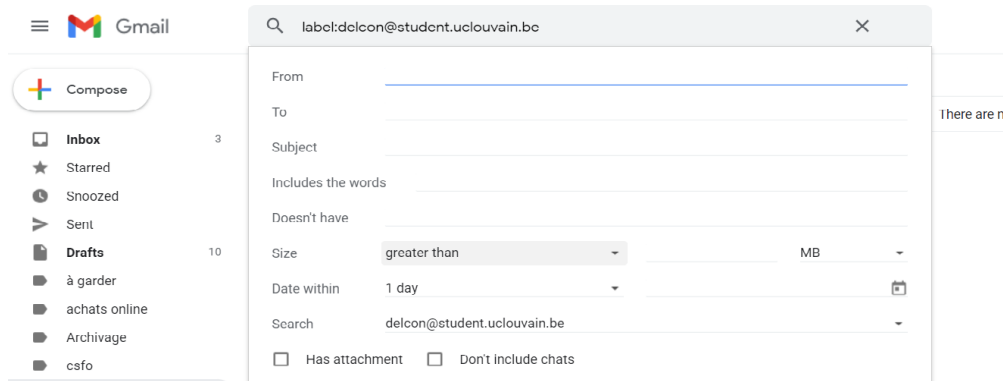 Gmail
label:delcon@student.uclouvain.be
Compose
From
To
There are n
Inbox 3
Subject
Starred
Includes the words
Snoozed
Doesn't have
Sent
Size greater than MB
Drafts 10
Date within 1 day
à garder
achats online
Search delcon@student.uclouvain.be
Archivage
Has attachment Don't include chats
csfo